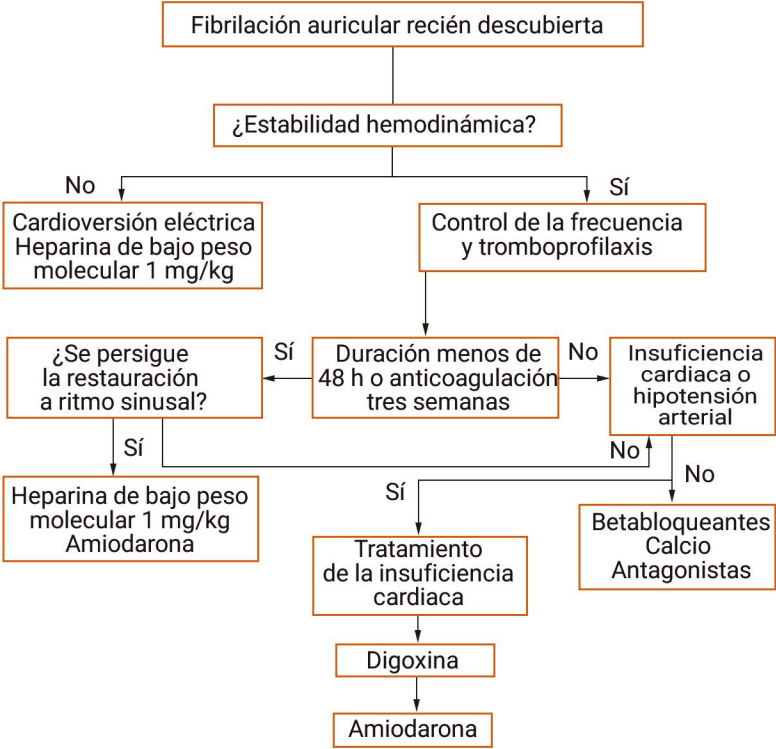 Fibrilación auricular recién descubierta
¿Estabilidad hemodinámica?
No
Sí
Cardioversión eléctrica
Heparina de bajo peso
molecular 1 mg/kg
Control de la frecuencia
y tromboprofilaxis
¿Se persigue
la restauración
a ritmo sinusal?
Sí
Duración menos de
48 h o anticoagulación
tres semanas
No
Insuficiencia
cardiaca o
hipotensión
arterial
Sí
No
Heparina de bajo peso
molecular 1 mg/kg
Amiodarona
Sí
No
Betabloqueantes
Calcio
Antagonistas
Tratamiento
de la insuficiencia
cardiaca
Digoxina
Amiodarona